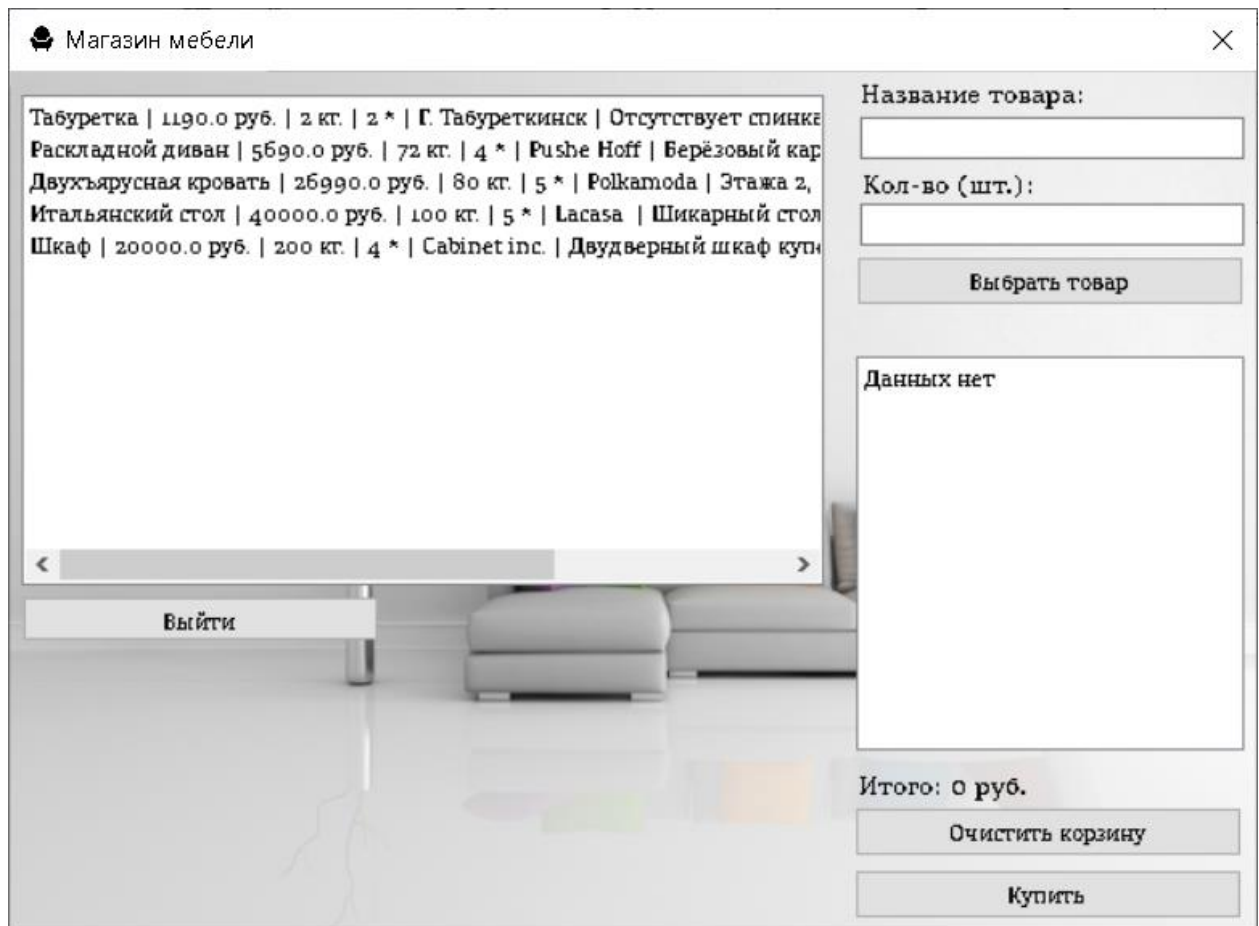 Магазин мебели
Табуретка | 1190.0 руб. | 2 кг. | 2 * | Г. Табуреткинск | Отсутствует спинка
Раскладной диван | 5690.0 руб. | 72 кг. | 4 * | Pushe Hoff | Берёзовый кар
Двухъярусная кровать | 26990.0 руб. | 80 кг. | 5 * | Polkamoda | Этажа 2,
Итальянский стол | 40000.0 руб. | 100 кг. | 5 * | Lacasa | Шикарный стол
Шкаф | 20000.0 руб. | 200 кг. | 4 * | Cabinet inc. | Двудверный шкаф купе
Выйти
Название товара:
Кол-во (шт.):
Выбрать товар
Данных нет
Итого: 0 руб.
Очистить корзину
Купить